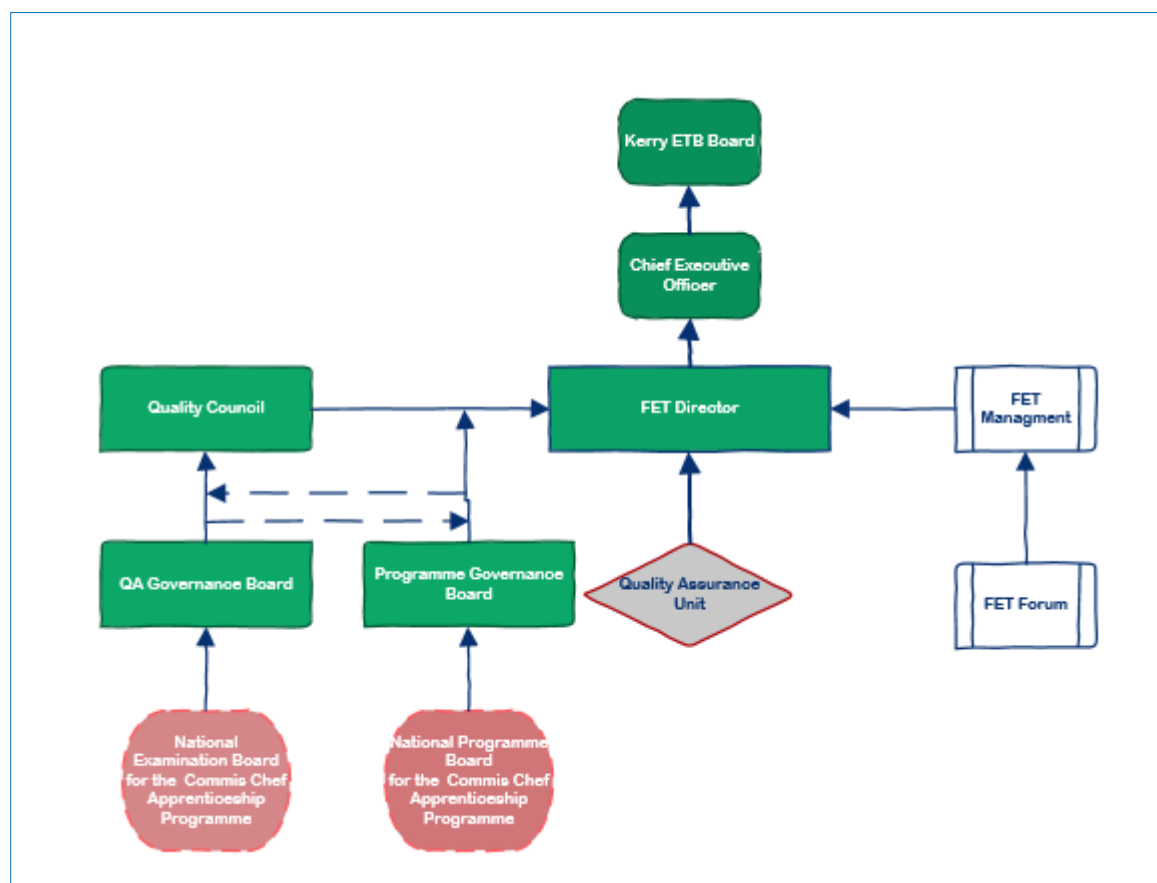 Kerry ETB Board
Chief Executive
Officer
Quality Council
FET Director
FET
Managment
QA Governance Board
Programme Governance
Board
Quality Assurance
Unit
FET Forum
National
Examination Board
for the Commis Chef
Apprenticeship
Programme
National Programme
Board
for the Commis Chef
Apprenticeship
Programme